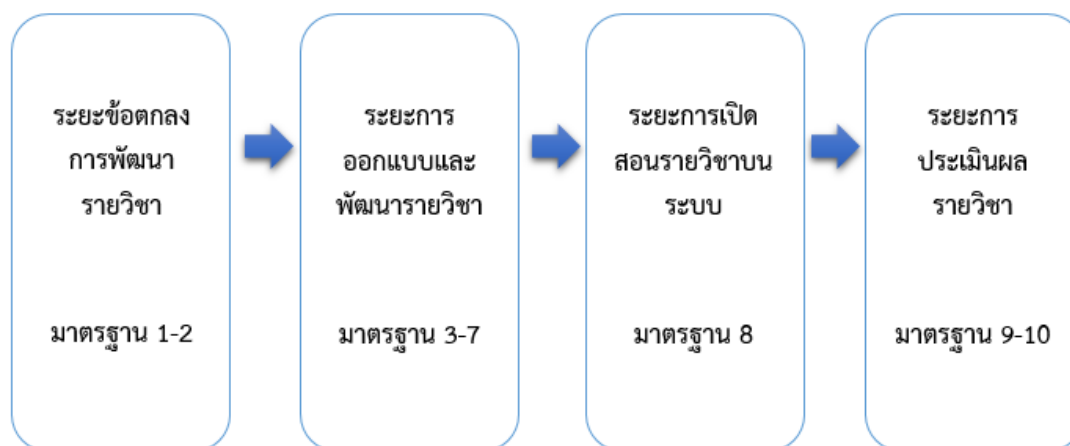 ระยะข้อตกลง
การพัฒนา
รายวิชา
มาตรฐาน 1-2
ระยะการ
ออกแบบและ
พัฒนารายวิชา
มาตรฐาน 3-7
ระยะการเปิด
สอนรายวิชาบน
ระบบ
มาตรฐาน 8
ระยะการ
ประเมินผล
รายวิชา
มาตรฐาน 9-10